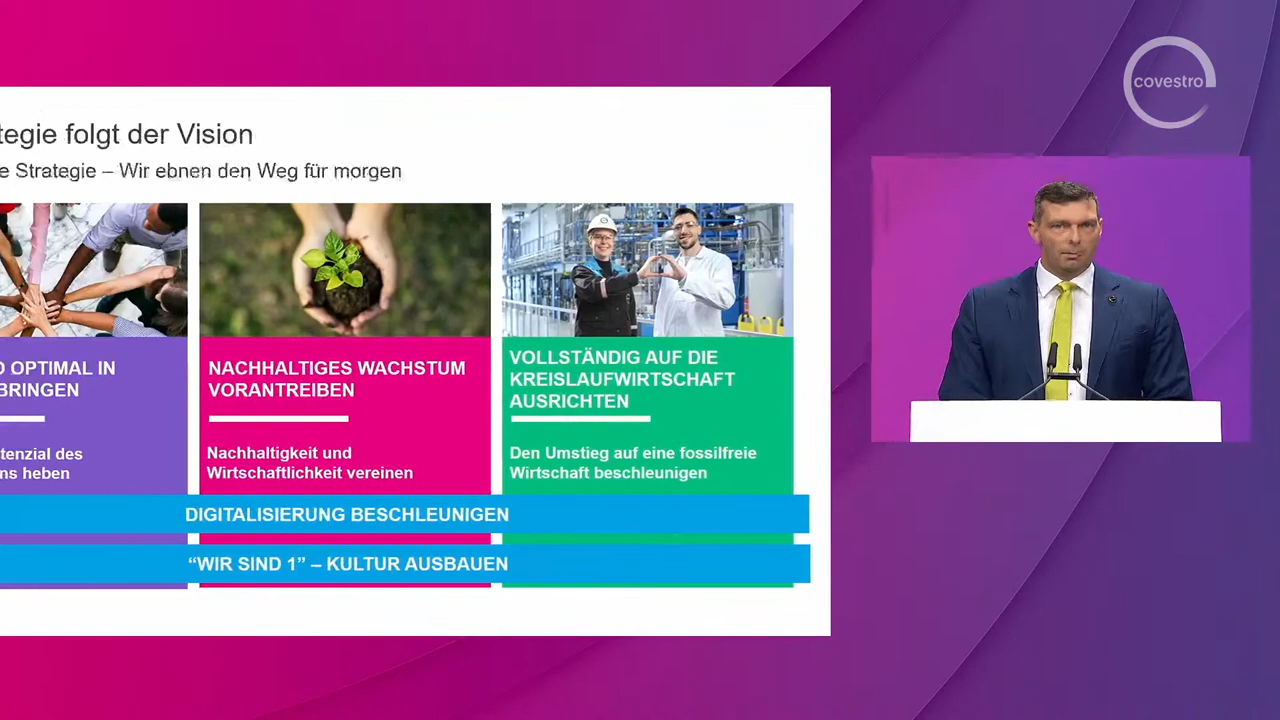 covestro
tegie folgt der Vision
e Strategie – Wir ebnen den Weg für morgen
OPTIMAL IN
BRINGEN
tenzial des
ms heben
NACHHALTIGES WACHSTUM
VORANTREIBEN
Nachhaltigkeit und
Wirtschaftlichkeit vereinen
VOLLSTÄNDIG AUF DIE
KREISLAUFWIRTSCHAFT
AUSRICHTEN
Den Umstieg auf eine fossilfreie
Wirtschaft beschleunigen
DIGITALISIERUNG BESCHLEUNIGEN
“WIR SIND 1” – KULTUR AUSBAUEN